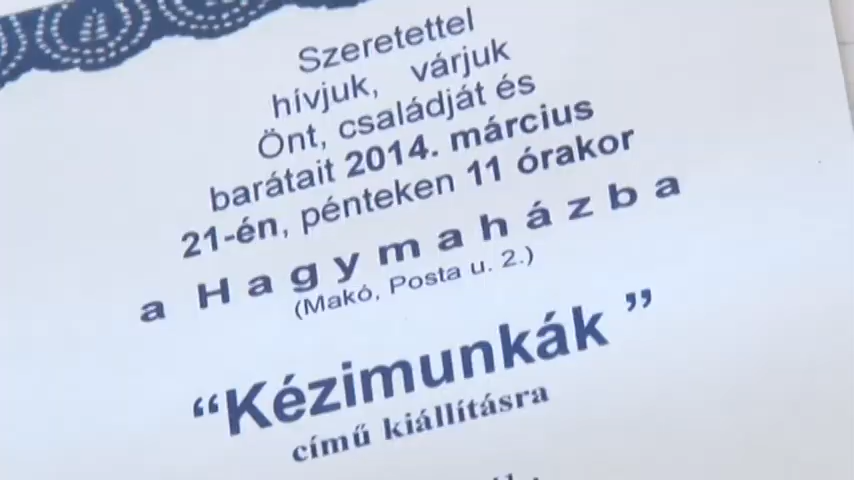 Szeretettel
hívjuk, várjuk
Önt, családját és
barátait 2014. március
21-én, pénteken 11 órakor
a Hagymaházba
(Makó, Posta u. 2.)
“Kézimunkák ”
című kiállításra